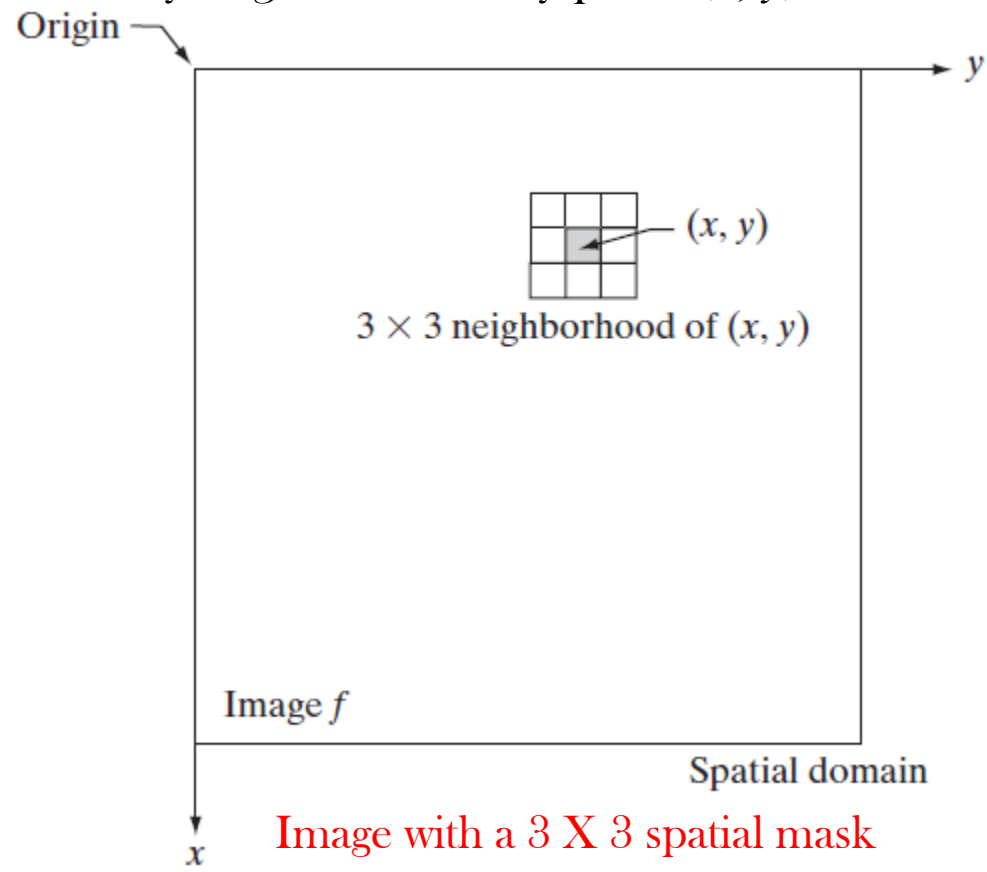 Origin
y
(x, y)
3 × 3 neighborhood of (x, y)
Image f
Spatial domain
Image with a 3 X 3 spatial mask
x